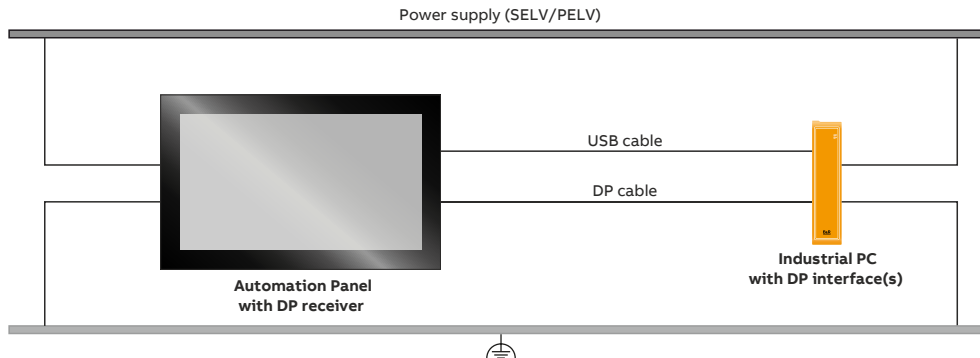 Power supply (SELV/PELV)
USB cable
DP cable
Automation Panel
with DP receiver
Industrial PC
with DP interface(s)